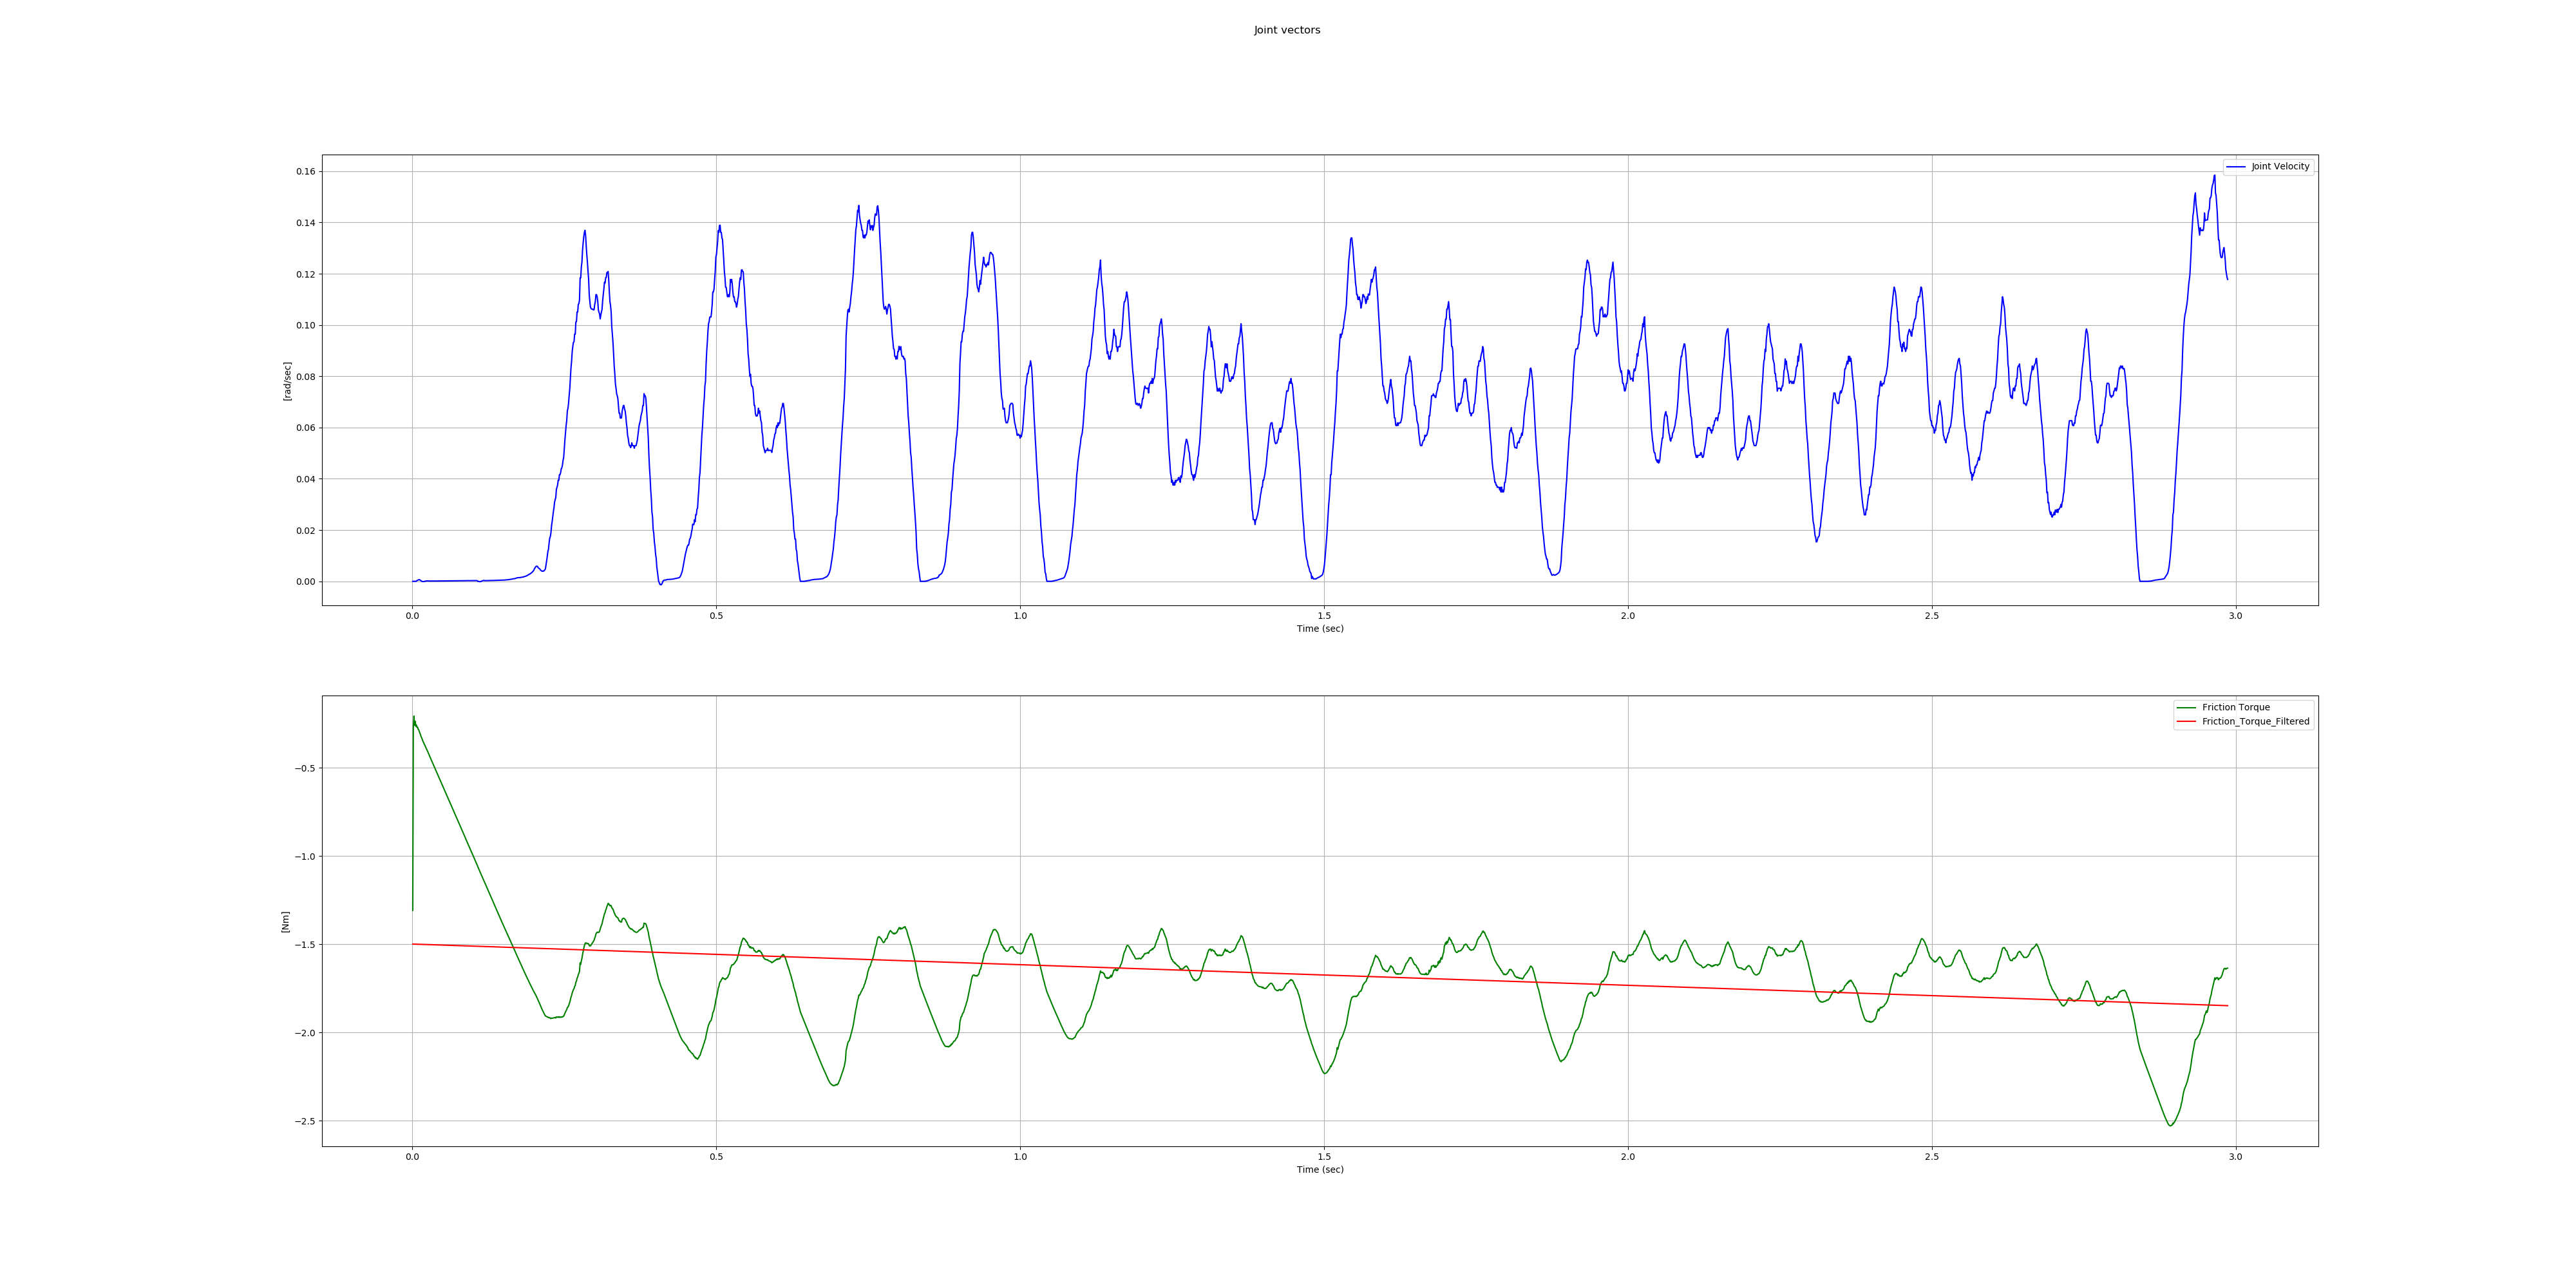 Joint vectors
Joint Velocity
0.16
0.14
0.12
0.10
0.08
0.06
0.04
0.02
0.00
[rad/sec]
0.0 0.5 1.0 1.5 2.0 2.5 3.0
Time (sec)
Friction Torque
Friction_Torque_Filtered
−0.5
−1.0
−1.5
−2.0
−2.5
[Nm]
0.0 0.5 1.0 1.5 2.0 2.5 3.0
Time (sec)